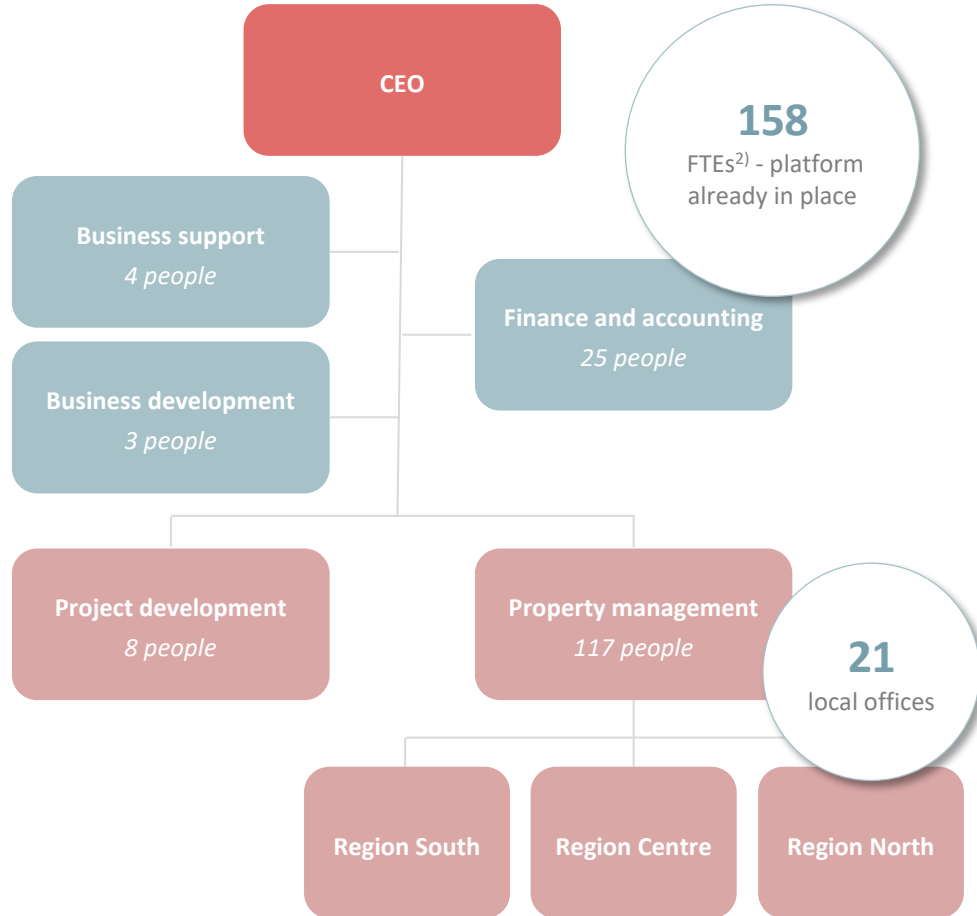 CEO
158
FTEs2) - platform
already in place
Business support
4 people
Finance and accounting
25 people
Business development
3 people
Project development
8 people
Property management
117 people
21
local offices
Region South
Region Centre
Region North